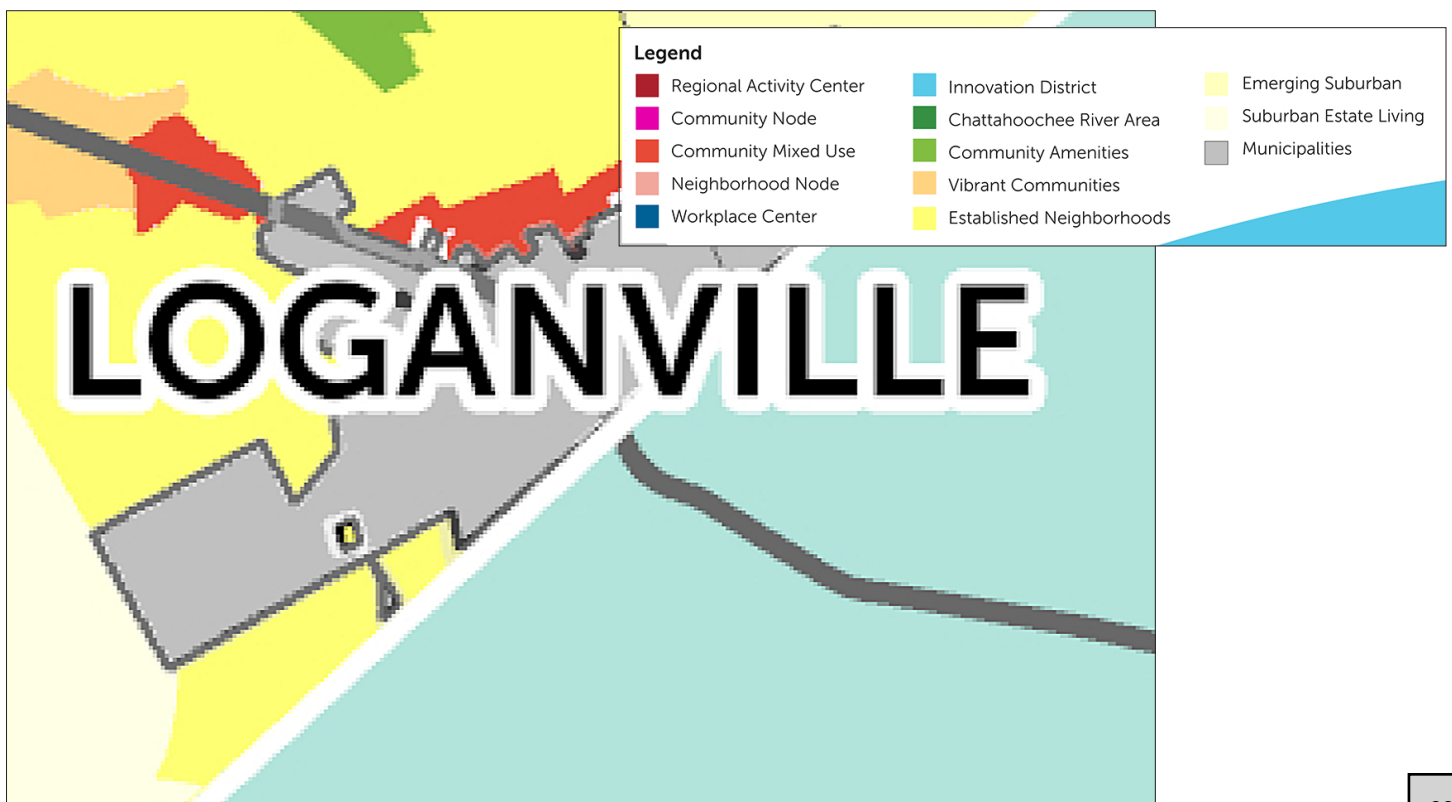 Legend
Regional Activity Center
Community Node
Community Mixed Use
Neighborhood Node
Workplace Center
Innovation District
Chattahoochee River Area
Community Amenities
Vibrant Communities
Established Neighborhoods
Emerging Suburban
Suburban Estate Living
Municipalities
LOGANVILLE